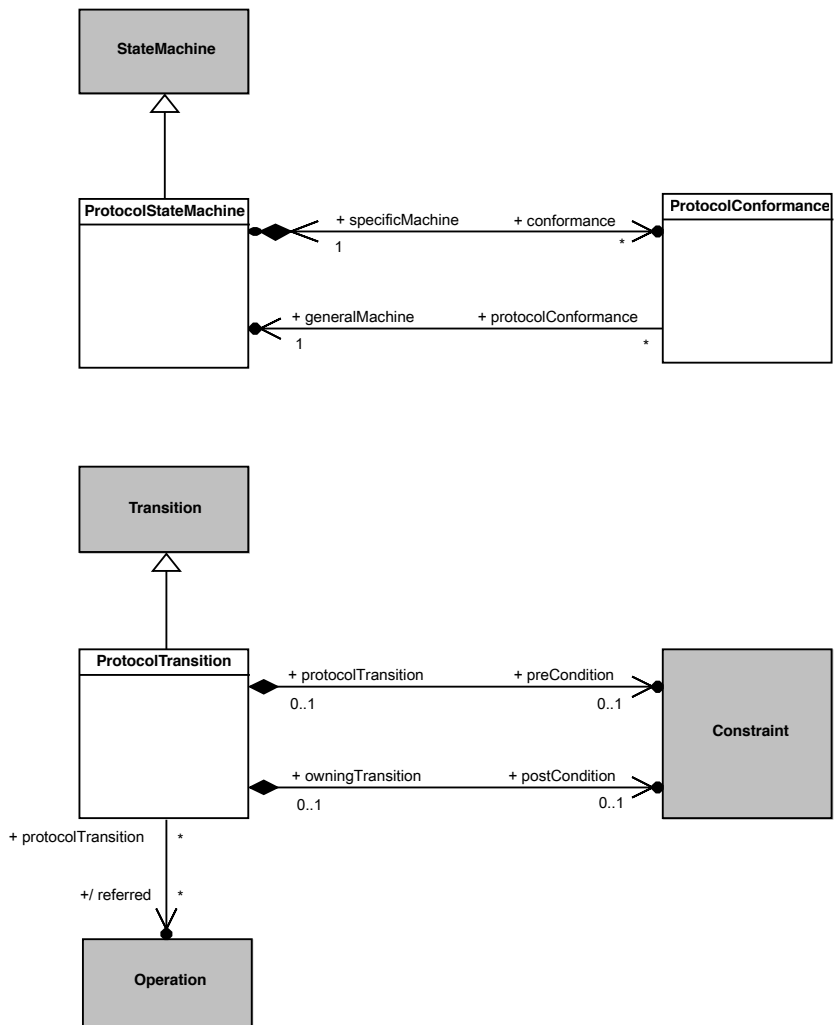 StateMachine
ProtocolStateMachine
ProtocolConformance
+ specificMachine
+ conformance
1
*
+ generalMachine
+ protocolConformance
1
*
Transition
ProtocolTransition
+ protocolTransition
+ preCondition
0..1
0..1
Constraint
+ owningTransition
+ postCondition
0..1
0..1
+ protocolTransition
*
+/ referred
*
Operation